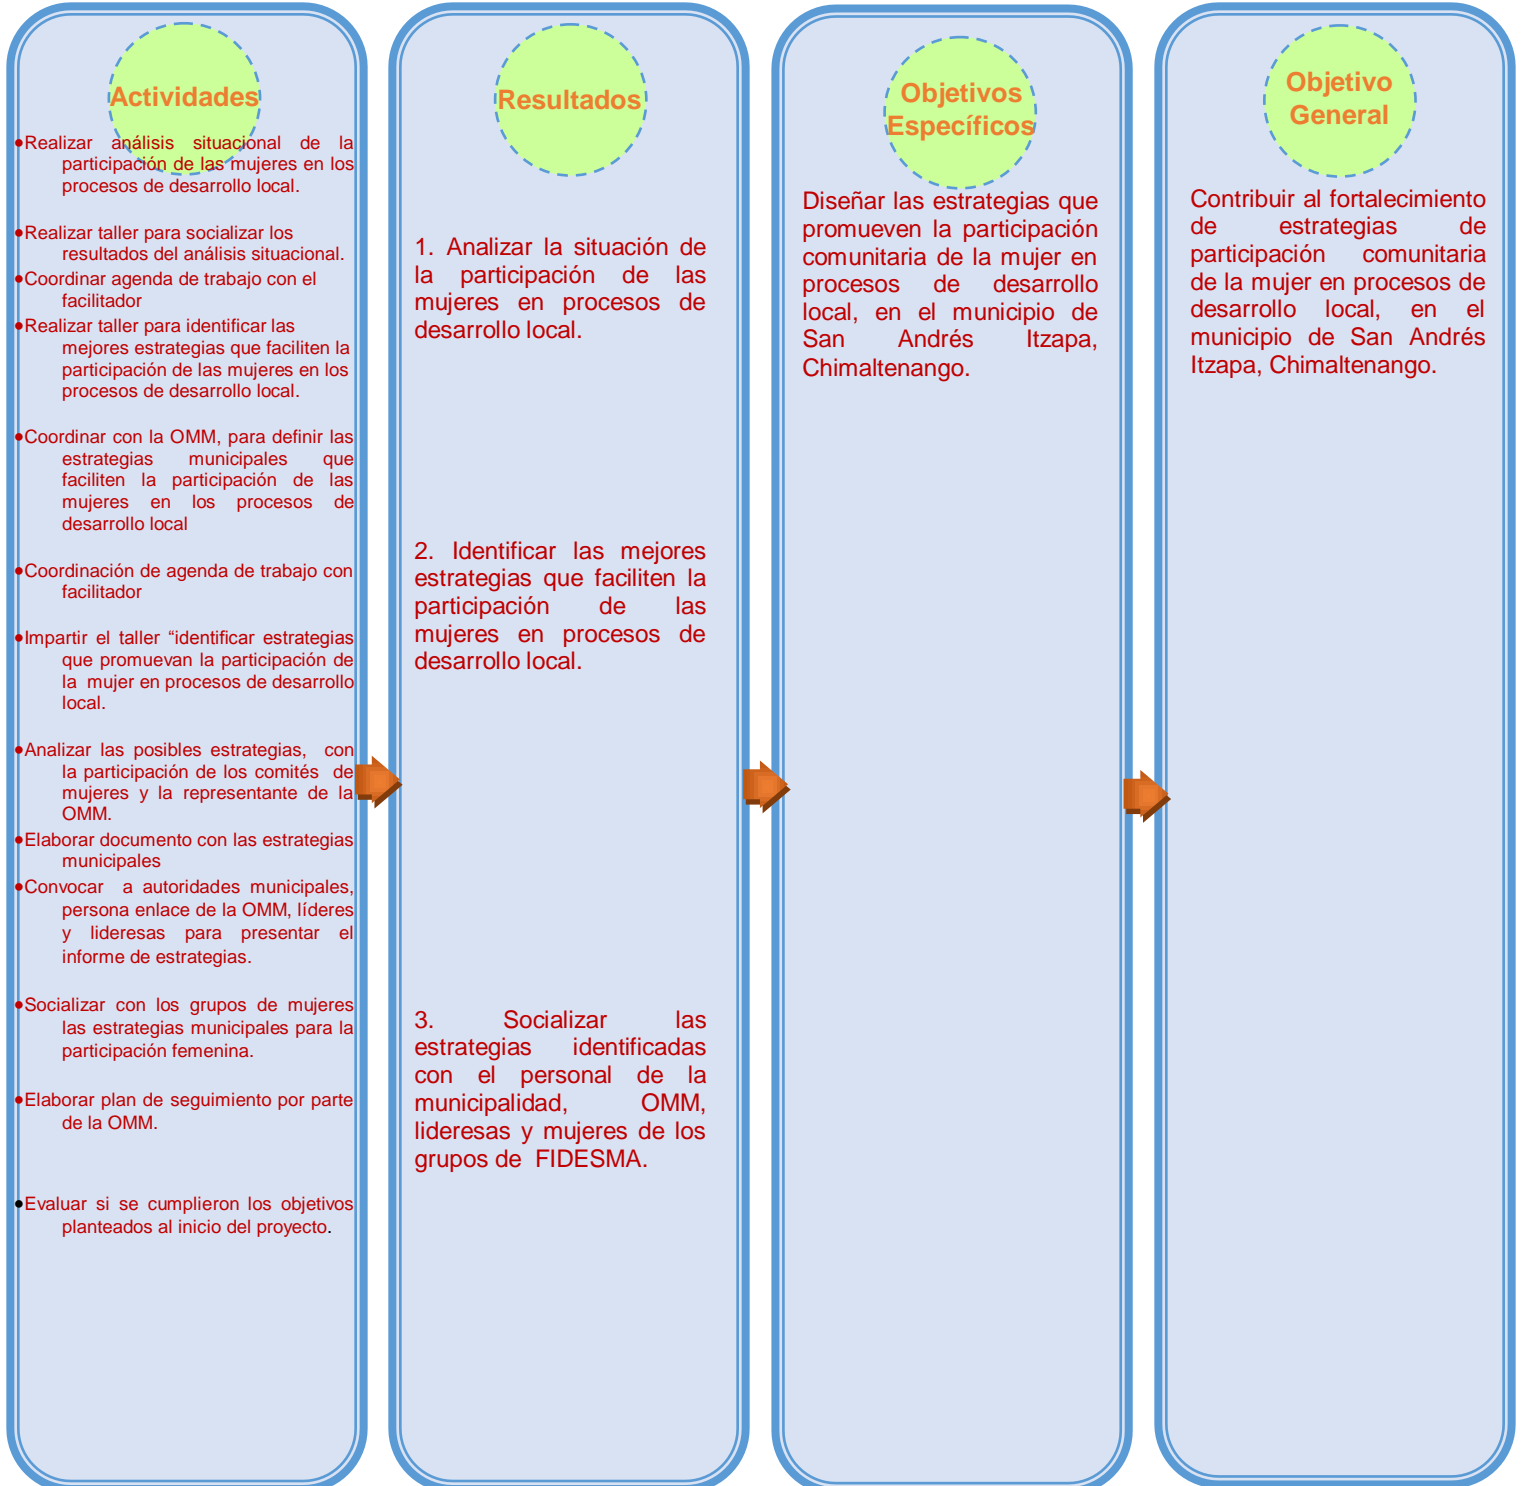 Actividades
●Realizar análisis situacional de la
participación de las mujeres en los
procesos de desarrollo local.
●Realizar taller para socializar los
resultados del análisis situacional.
●Coordinar agenda de trabajo con el
facilitador
●Realizar taller para identificar las
mejores estrategias que faciliten la
participación de las mujeres en los
procesos de desarrollo local.
●Coordinar con la OMM, para definir las
estrategias municipales que
faciliten la participación de las
mujeres en los procesos de
desarrollo local
●Coordinación de agenda de trabajo con
facilitador
●Impartir el taller “identificar estrategias
que promuevan la participación de
la mujer en procesos de desarrollo
local.
●Analizar las posibles estrategias, con
la participación de los comités de
mujeres y la representante de la
OMM.
●Elaborar documento con las estrategias
municipales
●Convocar a autoridades municipales,
persona enlace de la OMM, líderes
y lideresas para presentar el
informe de estrategias.
●Socializar con los grupos de mujeres
las estrategias municipales para la
participación femenina.
●Elaborar plan de seguimiento por parte
de la OMM.
●Evaluar si se cumplieron los objetivos
planteados al inicio del proyecto.
Resultados
1. Analizar la situación de
la participación de las
mujeres en procesos de
desarrollo local.
2. Identificar las mejores
estrategias que faciliten la
participación de las
mujeres en procesos de
desarrollo local.
3. Socializar las
estrategias identificadas
con el personal de la
municipalidad, OMM,
lideresas y mujeres de los
grupos de FIDESMA.
Objetivos
Específicos
Diseñar las estrategias que
promueven la participación
comunitaria de la mujer en
procesos de desarrollo
local, en el municipio de
San Andrés Itzapa,
Chimaltenango.
Objetivo
General
Contribuir al fortalecimiento
de estrategias de
participación comunitaria
de la mujer en procesos de
desarrollo local, en el
municipio de San Andrés
Itzapa, Chimaltenango.